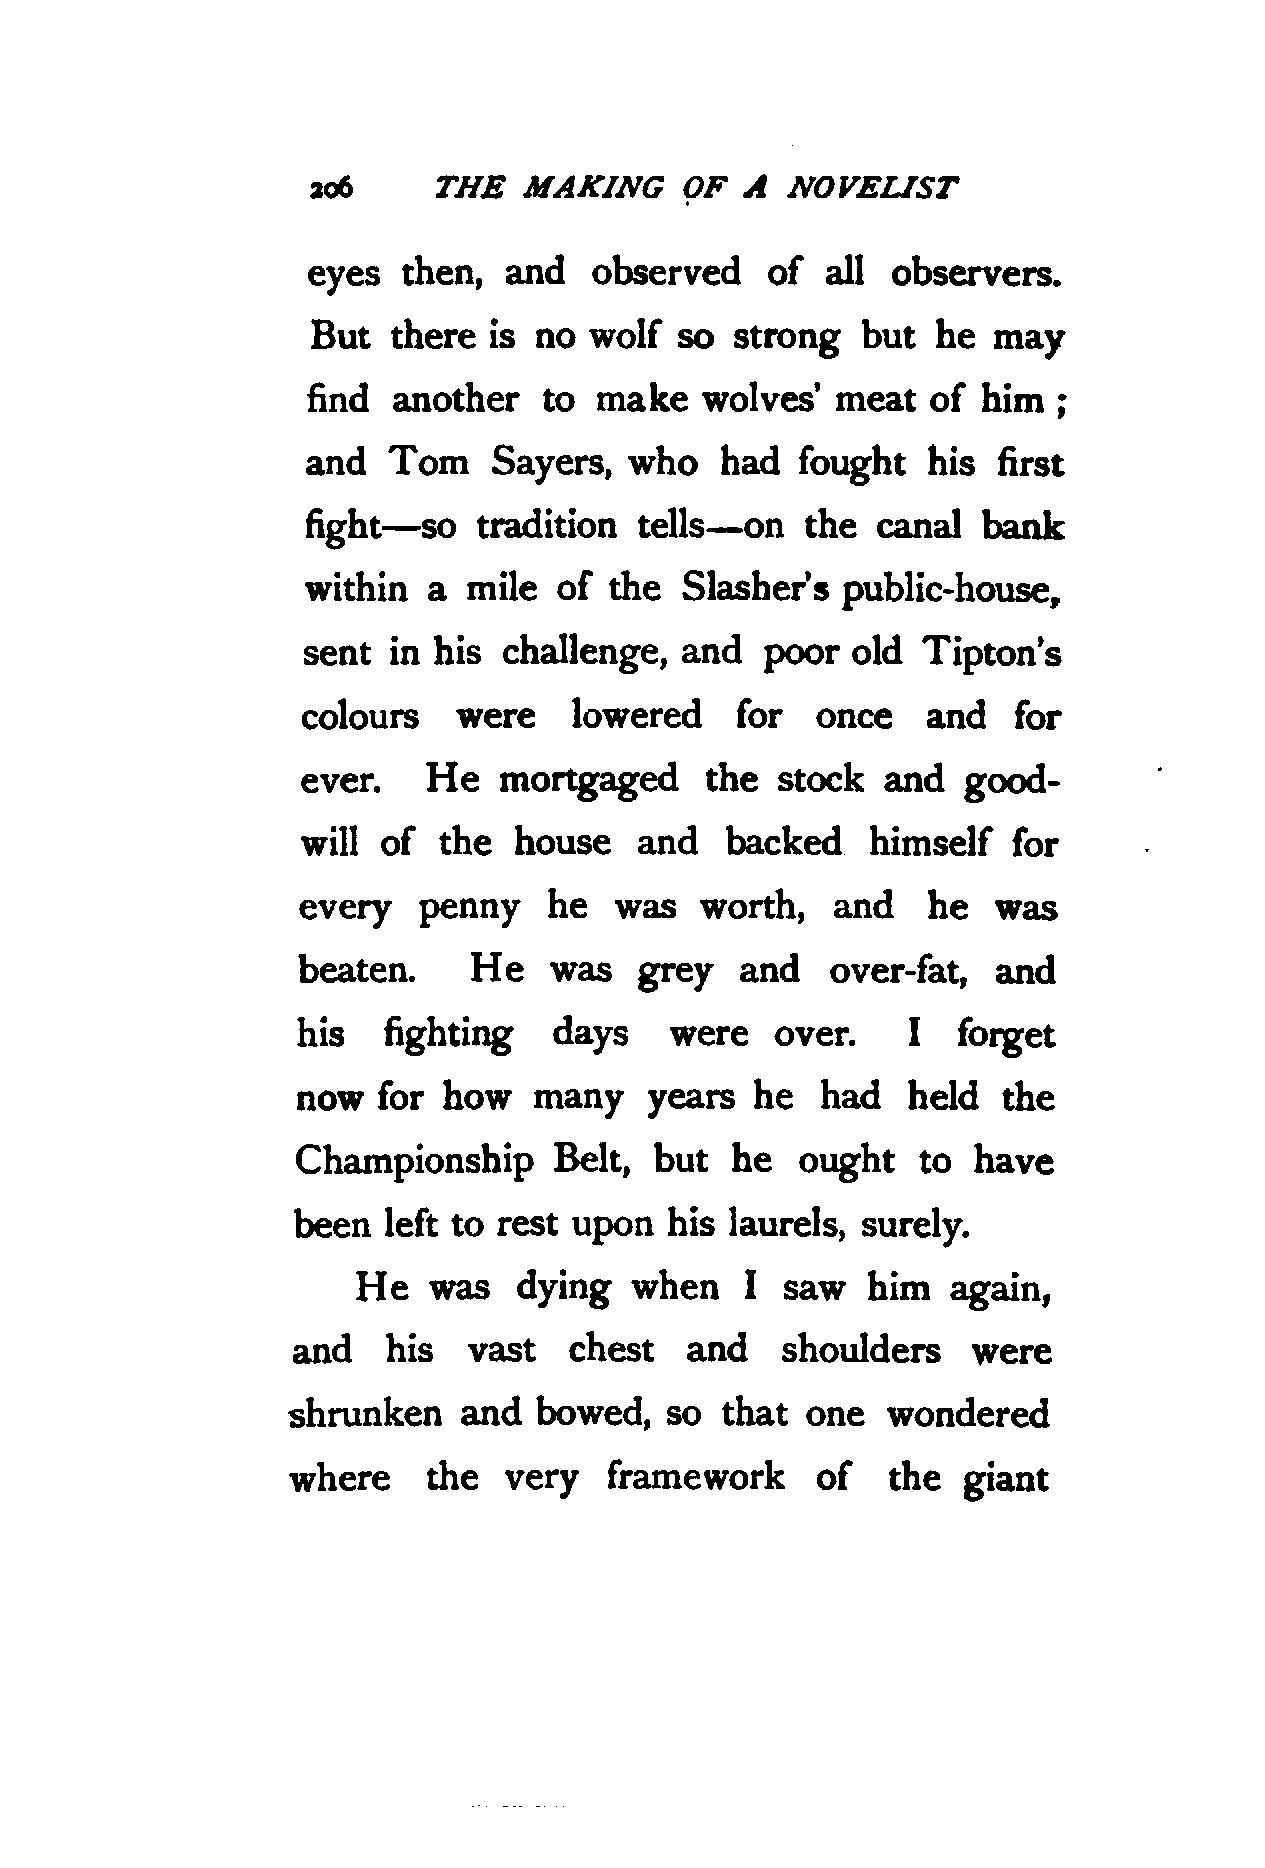 206 THE MAKING OF A NOVELIST
eyes then, and observed of all observers.
But there is no wolf so strong but he may
find another to make wolves' meat of him ;
and Tom Sayers, who had fought his first
fight—so tradition tells—on the canal bank
within a mile of the Slasher's public-house,
sent in his challenge, and poor old Tipton's
colours were lowered for once and for
ever. He mortgaged the stock and good-
will of the house and backed himself for
every penny he was worth, and he was
beaten. He was grey and over-fat, and
his fighting days were over. I forget
now for how many years he had held the
Championship Belt, but he ought to have
been left to rest upon his laurels, surely.
He was dying when I saw him again,
and his vast chest and shoulders were
shrunken and bowed, so that one wondered
where the very framework of the giant